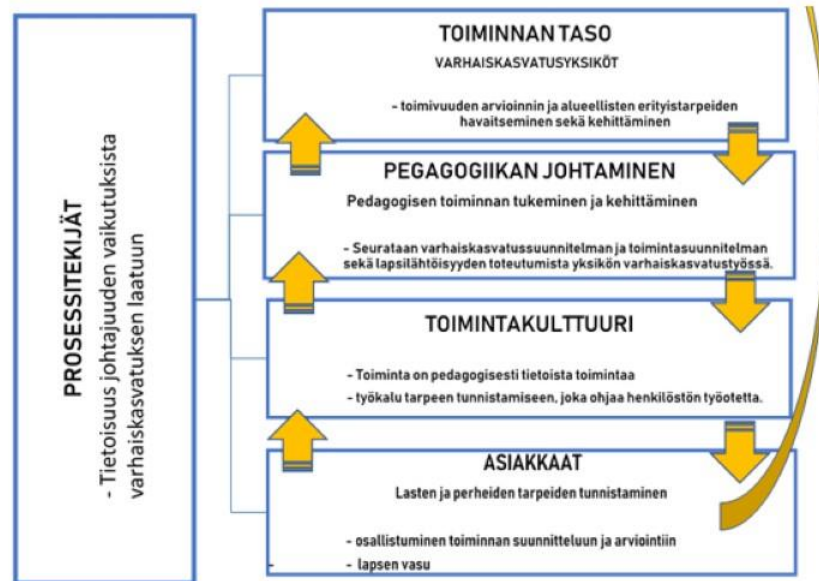 PROSESSITEKIJÄT
- Tietoisuus johtajuuden vaikutuksista
varhaiskasvatuksen laatuun
TOIMINNAN TASO
VARHAISKASVATUSYKSIKÖT
- toimivuuden arvioinnin ja alueellisten erityistarpeiden
havaitseminen sekä kehittäminen
PEGAGOGIIKAN JOHTAMINEN
Pedagogisen toiminnan tukeminen ja kehittäminen
- Seurataan varhaiskasvatussuunnitelman ja toimintasuunnitelman
sekä lapsilähtöisyyden toteutumista yksikön varhaiskasvatustyössä.
TOIMINTAKULTTUURI
- Toiminta on pedagogisesti tietoista toimintaa
- työkalu tarpeen tunnistamiseen, joka ohjaa henkilöstön työotetta.
ASIAKKAAT
Lasten ja perheiden tarpeiden tunnistaminen
- osallistuminen toiminnan suunnitteluun ja arviointiin
- - lapsen vasu